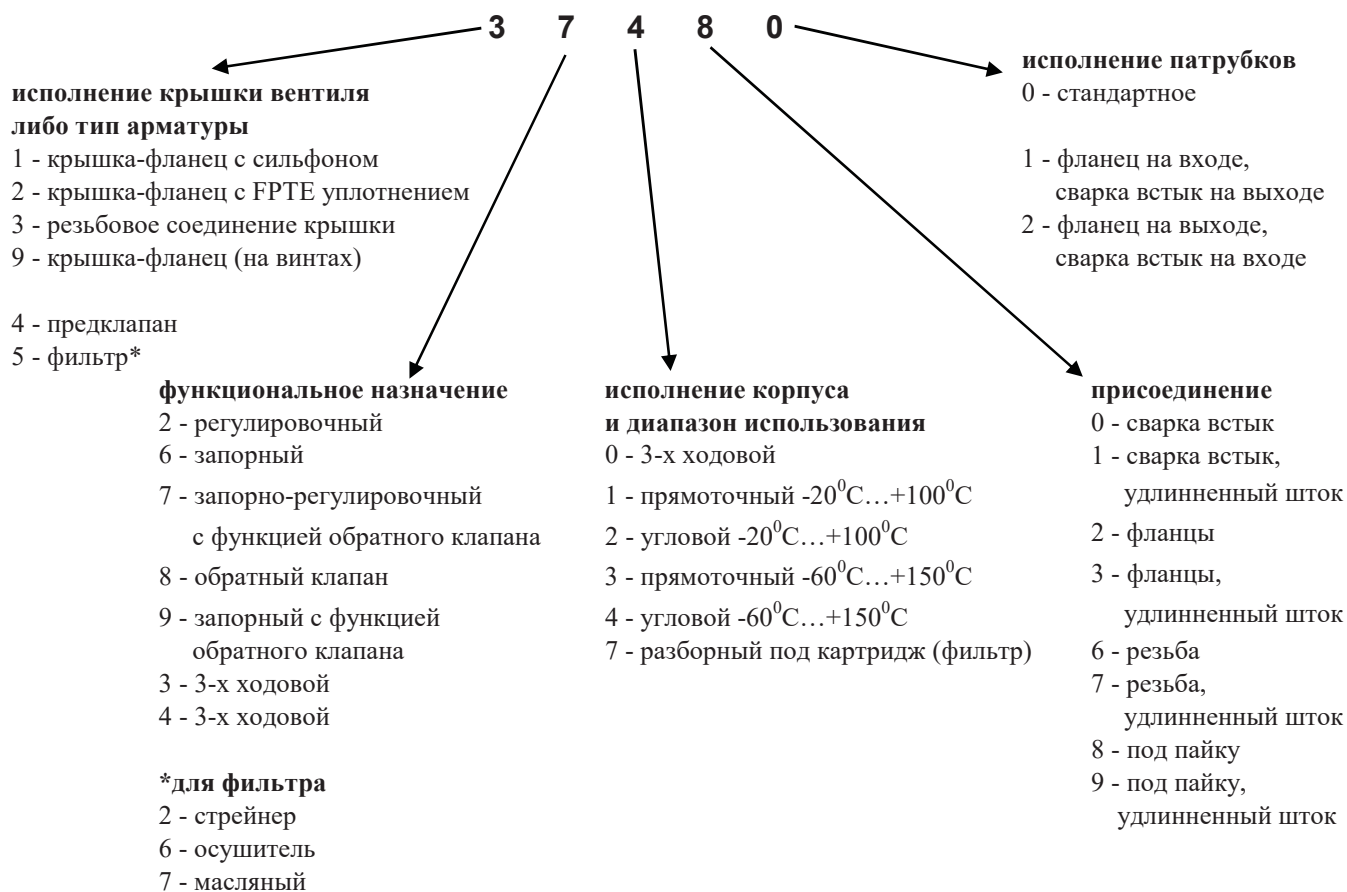 3 7 4 8 0
исполнение крышки вентиля
либо тип арматуры
1 - крышка-фланец с сильфоном
2 - крышка-фланец с FPTE уплотнением
3 - резьбовое соединение крышки
9 - крышка-фланец (на винтах)
4 - предклапан
5 - фильтр*
функциональное назначение
2 - регулировочный
6 - запорный
7 - запорно-регулировочный
с функцией обратного клапана
8 - обратный клапан
9 - запорный с функцией
обратного клапана
3 - 3-х ходовой
4 - 3-х ходовой
*для фильтра
2 - стрейнер
6 - осушитель
7 - масляный
исполнение корпуса
и диапазон использования
0 - 3-х ходовой
1 - прямоточный -20⁰C…+100⁰C
2 - угловой -20⁰C…+100⁰C
3 - прямоточный -60⁰C…+150⁰C
4 - угловой -60⁰C…+150⁰C
7 - разборный под картридж (фильтр)
присоединение
0 - сварка встык
1 - сварка встык,
удлинненный шток
2 - фланцы
3 - фланцы,
удлинненный шток
6 - резьба
7 - резьба,
удлинненный шток
8 - под пайку
9 - под пайку,
удлинненный шток
исполнение патрубков
0 - стандартное
1 - фланец на входе,
сварка встык на выходе
2 - фланец на выходе,
сварка встык на входе